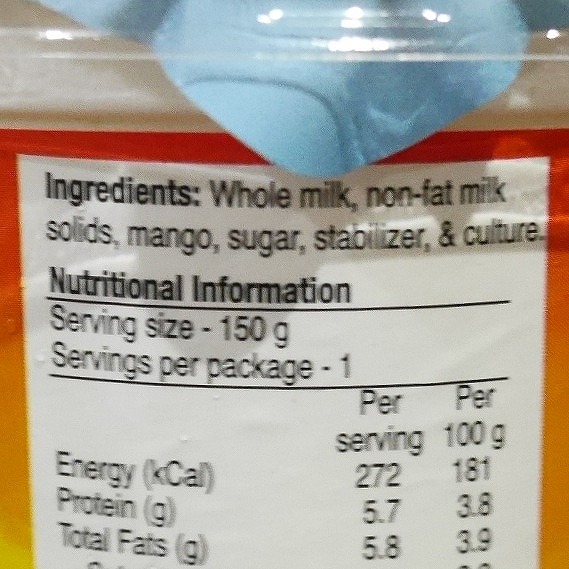 Ingredients: Whole milk, non-fat milk
solids, mango, sugar, stabilizer, & culture.
Nutritional Information
Serving size - 150 g
Servings per package - 1
Per Per
serving 100 g
Energy (kCal) 272 181
Protein (g) 5.7 3.8
Total Fats (g) 5.8 3.9